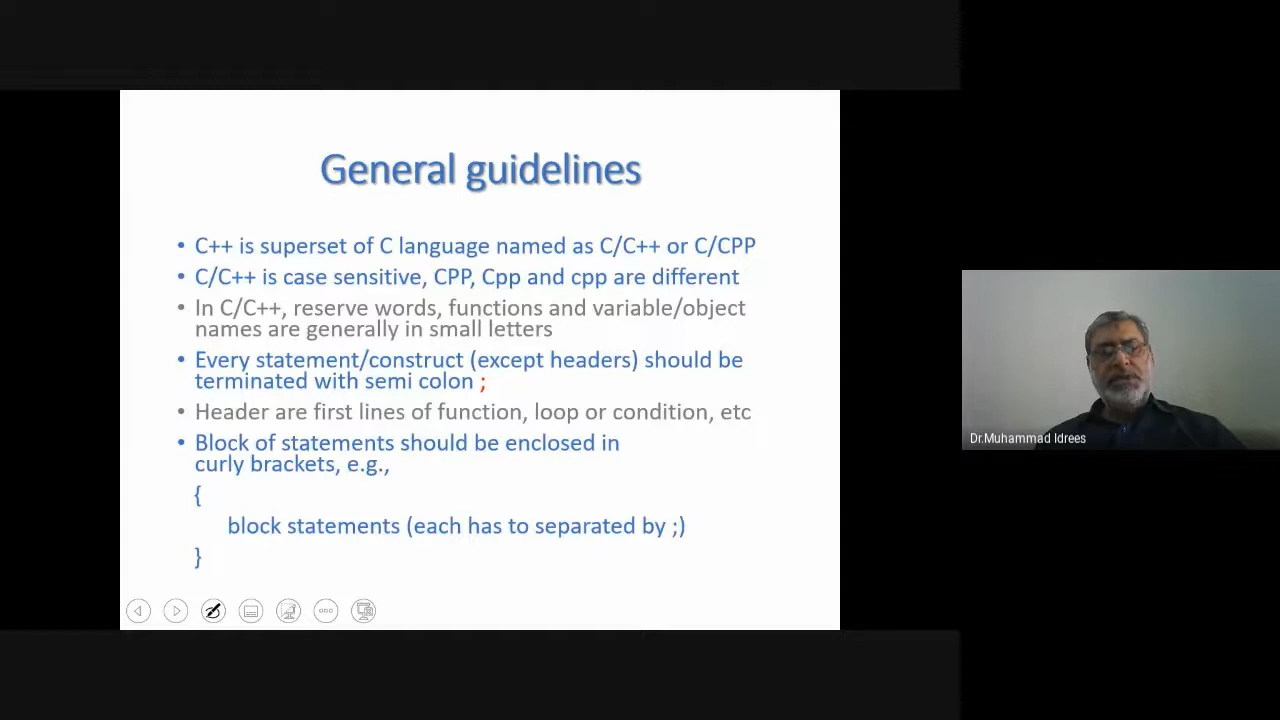 General guidelines
• C++ is superset of C language named as C/C++ or C/CPP
• C/C++ is case sensitive, CPP, Cpp and cpp are different
• In C/C++, reserve words, functions and variable/object
names are generally in small letters
• Every statement/construct (except headers) should be
terminated with semi colon ;
• Header are first lines of function, loop or condition, etc
• Block of statements should be enclosed in
curly brackets, e.g.,
{
block statements (each has to separated by ;)
}
Dr.Muhammad Idrees